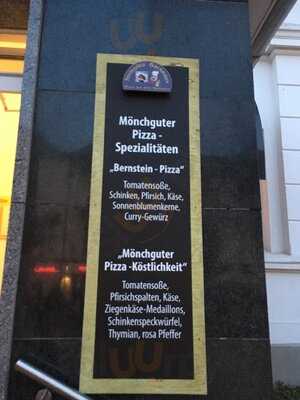 Mönchguter
Pizza -
Spezialitäten
„Bernstein - Pizza“
Tomatensoße,
Schinken, Pfirsich, Käse,
Sonnenblumenkerne,
Curry-Gewürz
„Mönchguter
Pizza -Köstlichkeit“
Tomatensoße,
Pfirsichspalten, Käse,
Ziegenkäse-Medaillons,
Schinkenspeckwürfel,
Thymian, rosa Pfeffer